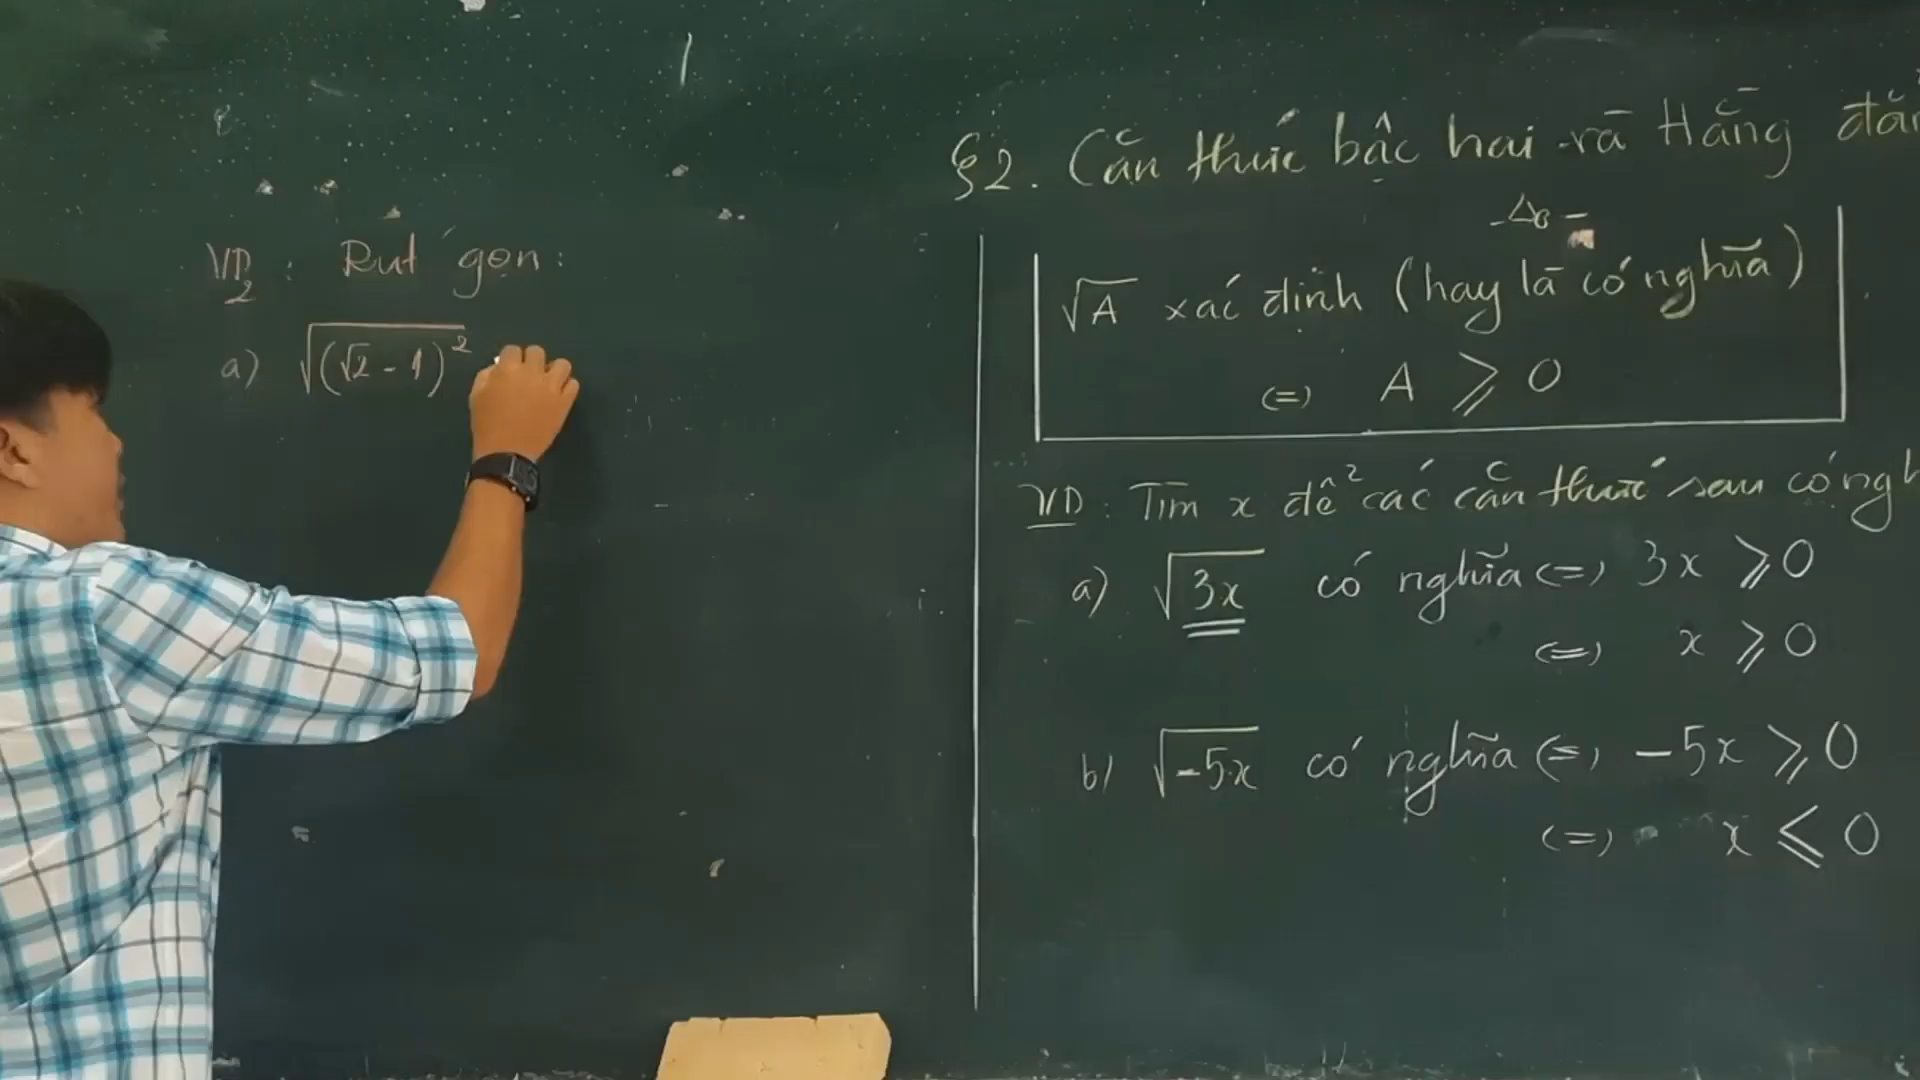 VD2: Rút gọn:
a) √(√2 - 1)²
§2. Căn thức bậc hai và Hằng
√A xác định (hay là có nghĩa)
(=) A ⩾ 0
VD: Tìm x để các căn thức sau có
a) √3x có nghĩa (=) 3x ⩾ 0
(=) x ⩾ 0
b) √-5x có nghĩa (=) -5x ⩾ 0
(=) x ⩽ 0